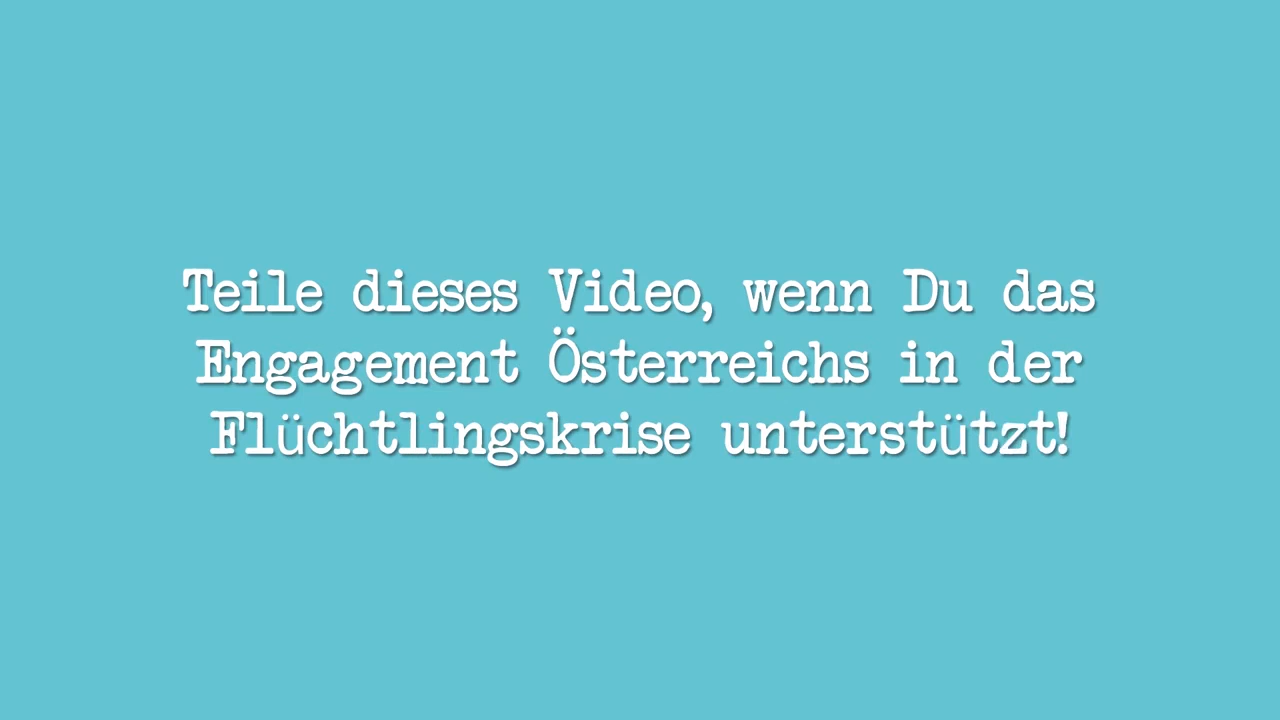 Teile dieses Video, wenn Du das
Engagement Österreichs in der
Flüchtlingskrise unterstützt!